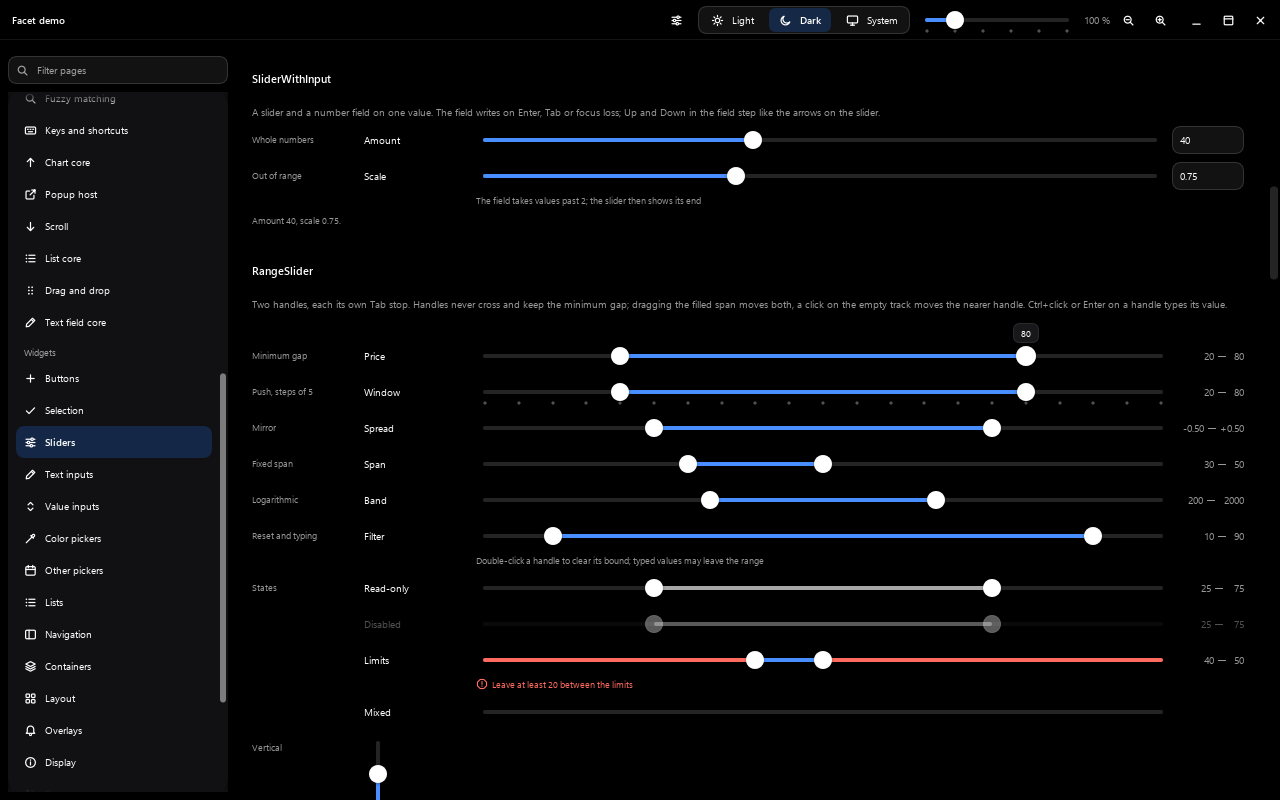 Facet demo
Light
Dark
System
100 %
Filter pages
Fuzzy matching
Keys and shortcuts
Chart core
Popup host
Scroll
List core
Drag and drop
Text field core
Widgets
Buttons
Selection
Sliders
Text inputs
Value inputs
Color pickers
Other pickers
Lists
Navigation
Containers
Layout
Overlays
Display
SliderWithInput
A slider and a number field on one value. The field writes on Enter, Tab or focus loss; Up and Down in the field step like the arrows on the slider.
Whole numbers Amount 40
Out of range Scale 0.75
The field takes values past 2; the slider then shows its end
Amount 40, scale 0.75.
RangeSlider
Two handles, each its own Tab stop. Handles never cross and keep the minimum gap; dragging the filled span moves both, a click on the empty track moves the nearer handle. Ctrl+click or Enter on a handle types its value.
80
Minimum gap Price 20 — 80
Push, steps of 5 Window 20 — 80
Mirror Spread -0.50 — +0.50
Fixed span Span 30 — 50
Logarithmic Band 200 — 2000
Reset and typing Filter 10 — 90
Double-click a handle to clear its bound; typed values may leave the range
States Read-only 25 — 75
Disabled 25 — 75
Limits 40 — 50
Leave at least 20 between the limits
Mixed
Vertical